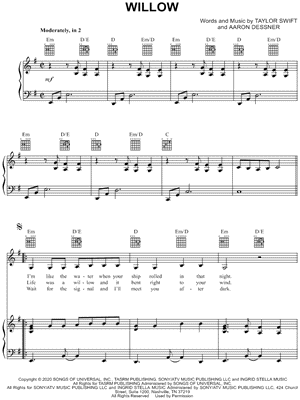 WILLOW
Words and Music by TAYLOR SWIFT
and AARON DESSNER
Moderately, in 2
Em D/E D Em/D Em D/E D Em/D
mf
Em D/E D Em/D C
Em D/E D Em/D
I'm like the wa - ter when your ship rolled in that night.
Life was a wil - low and it bent right to your wind.
Wait for the sig - nal and I'll meet you af - ter dark.
Copyright © 2020 SONGS OF UNIVERSAL, INC., TASRM PUBLISHING, SONY/ATV MUSIC PUBLISHING LLC and INGRID STELLA MUSIC
All Rights for TASRM PUBLISHING Administered by SONGS OF UNIVERSAL, INC.
All Rights for SONY/ATV MUSIC PUBLISHING LLC and INGRID STELLA MUSIC Administered by SONY/ATV MUSIC PUBLISHING LLC, 424 Church
Street, Suite 1200, Nashville, TN 37219
All Rights Reserved Used by Permission